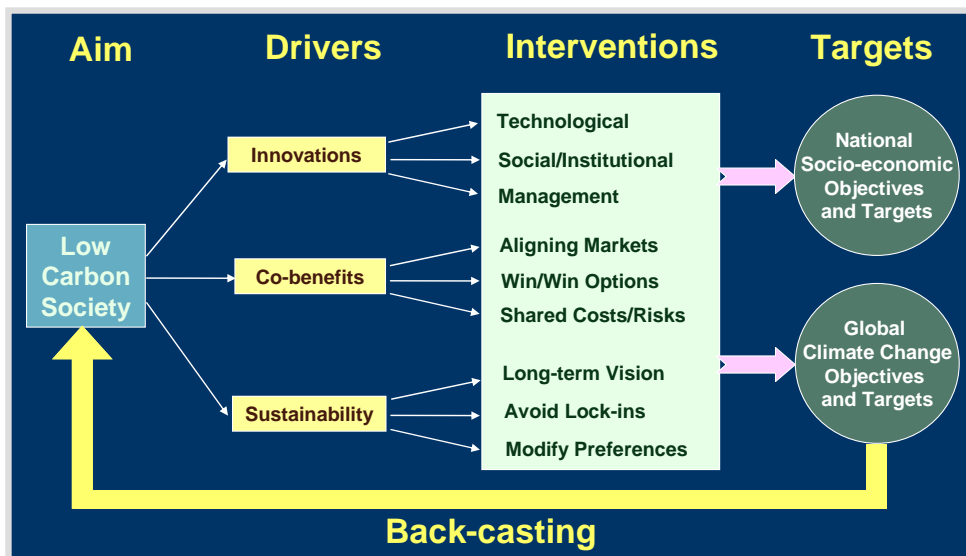 Aim
Drivers
Interventions
Targets
Low
Carbon
Society
Innovations
Co-benefits
Sustainability
Technological
Social/Institutional
Management
Aligning Markets
Win/Win Options
Shared Costs/Risks
Long-term Vision
Avoid Lock-ins
Modify Preferences
National
Socio-economic
Objectives
and Targets
Global
Climate Change
Objectives
and Targets
Back-casting